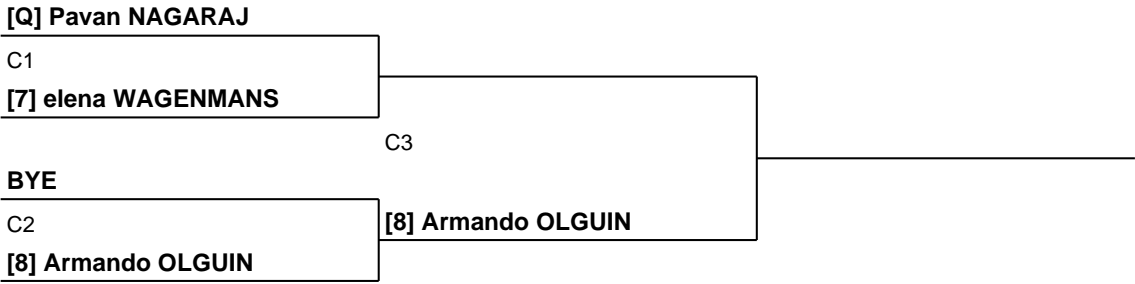 [Q] Pavan NAGARAJ
C1
[7] elena WAGENMANS
C3
BYE
C2
[8] Armando OLGUIN
[8] Armando OLGUIN